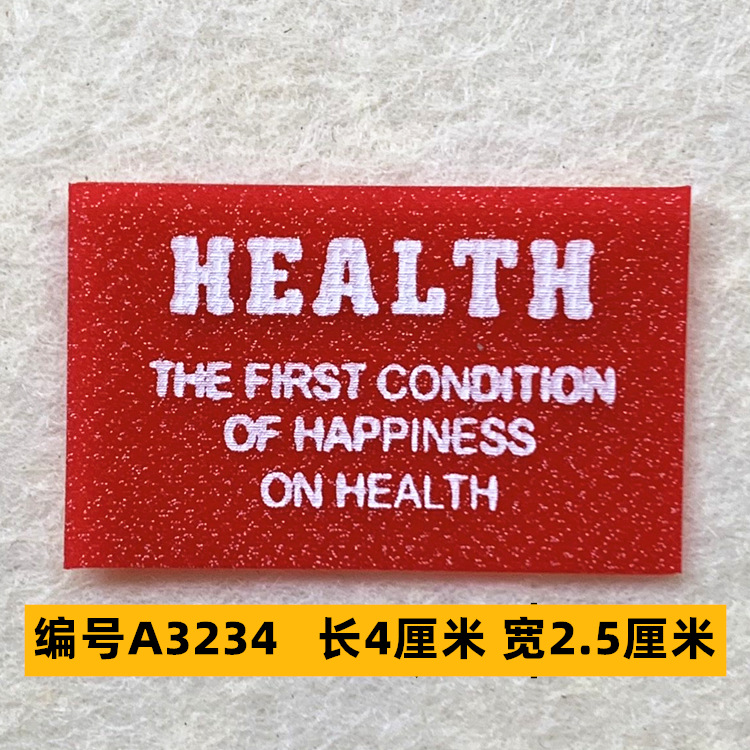 HEALTH
THE FIRST CONDITION
OF HAPPINESS
ON HEALTH
编号A3234 长4厘米 宽2.5厘米